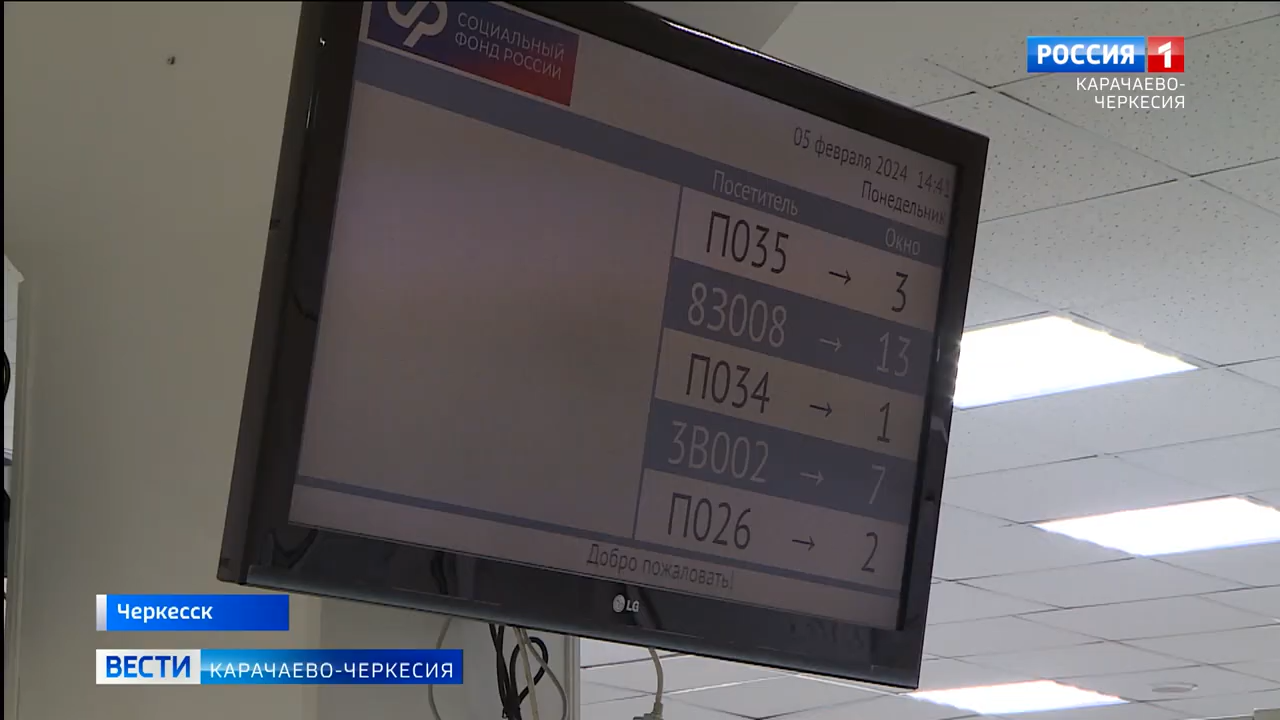 СОЦИАЛЬНЫЙ
ФОНД РОССИИ
РОССИЯ 1
КАРАЧАЕВО-
ЧЕРКЕСИЯ
05 февраля 2024 14:41
Понедельник
Посетитель Окно
П035 → 3
83008 → 13
П034 → 1
3В002 → 7
П026 → 2
Добро пожаловать!
LG
Черкесск
ВЕСТИ КАРАЧАЕВО-ЧЕРКЕСИЯ